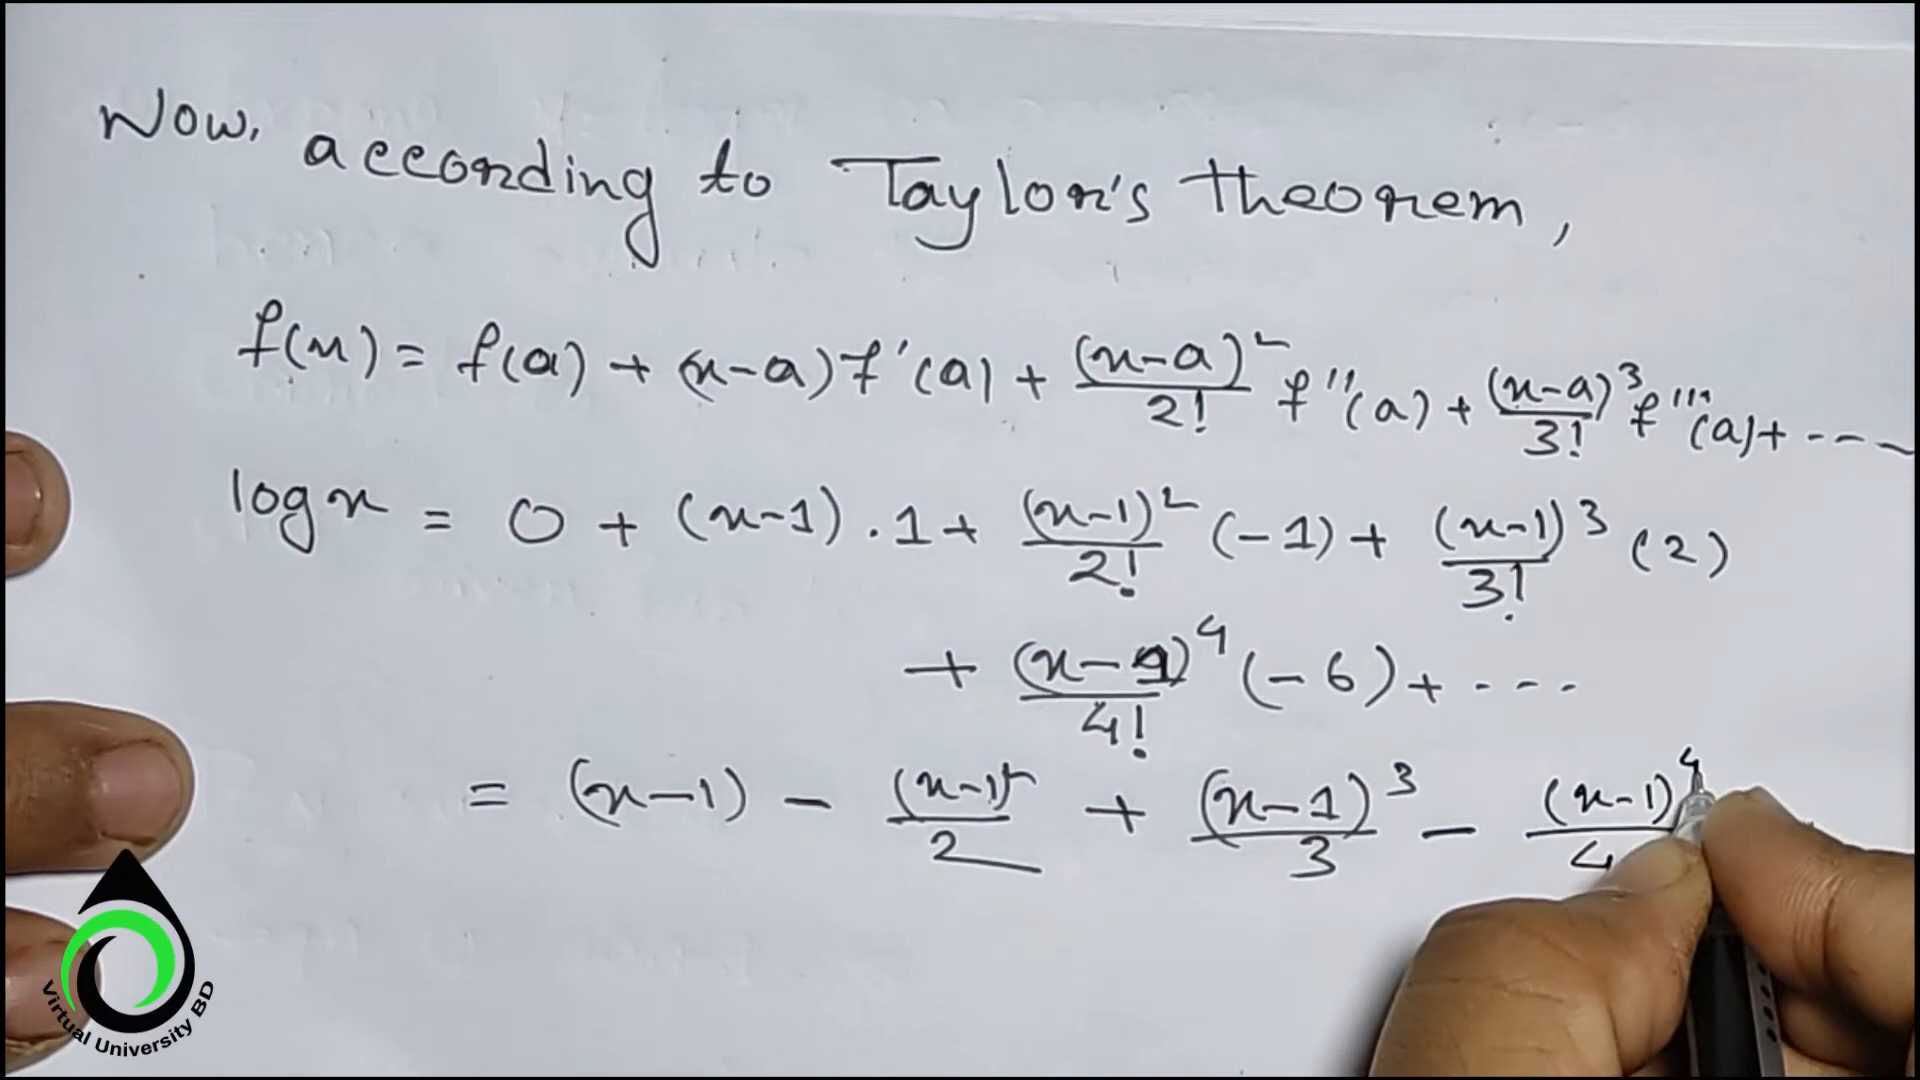 Now, according to Taylor's theorem,
f(x) = f(a) + (x-a) f'(a) + (x-a)²/2! f''(a) + (x-a)³/3! f'''(a) + ----
log x = 0 + (x-1) . 1 + (x-1)²/2! (-1) + (x-1)³/3! (2)
+ (x-1)⁴/4! (-6) + ----
= (x-1) - (x-1)²/2 + (x-1)³/3 - (x-1)⁴/4
Virtual University BD